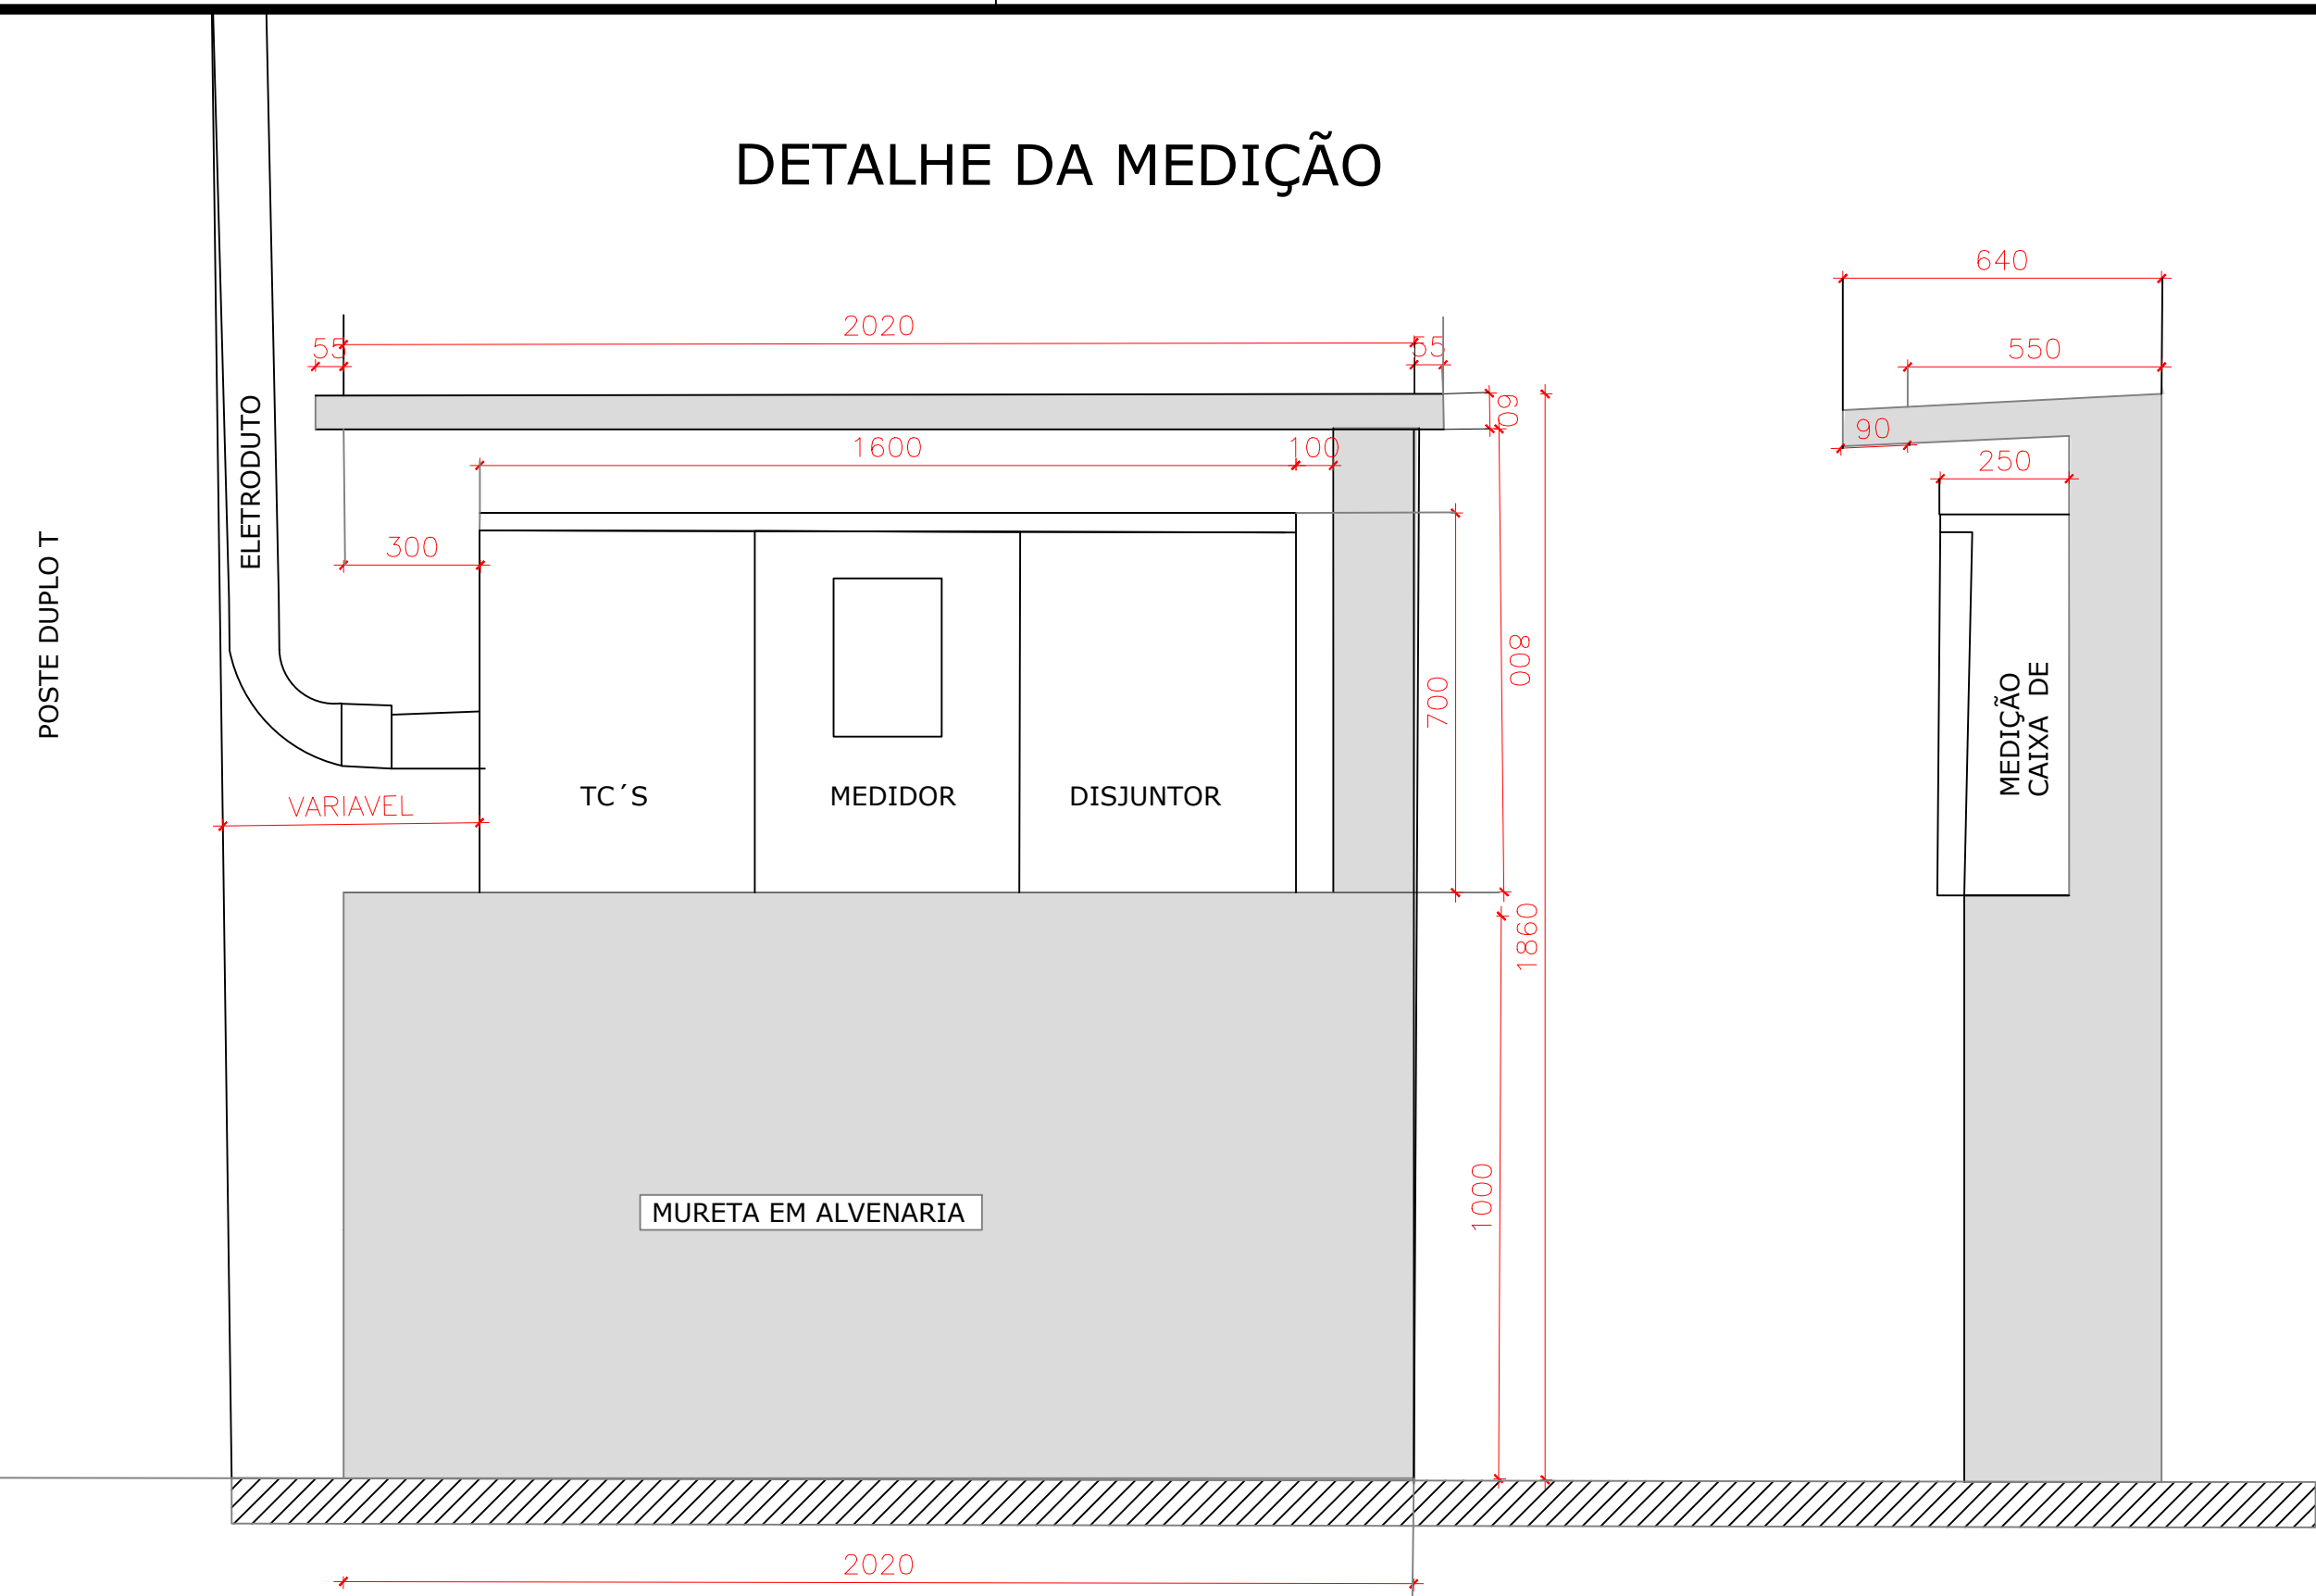 DETALHE DA MEDIÇÃO
640
2020
55
55
550
60
ELETRODUTO
90
1600
100
250
300
POSTE DUPLO T
800
700
MEDIÇÃO
CAIXA DE
TC´S
MEDIDOR
DISJUNTOR
VARIAVEL
1860
1000
MURETA EM ALVENARIA
2020